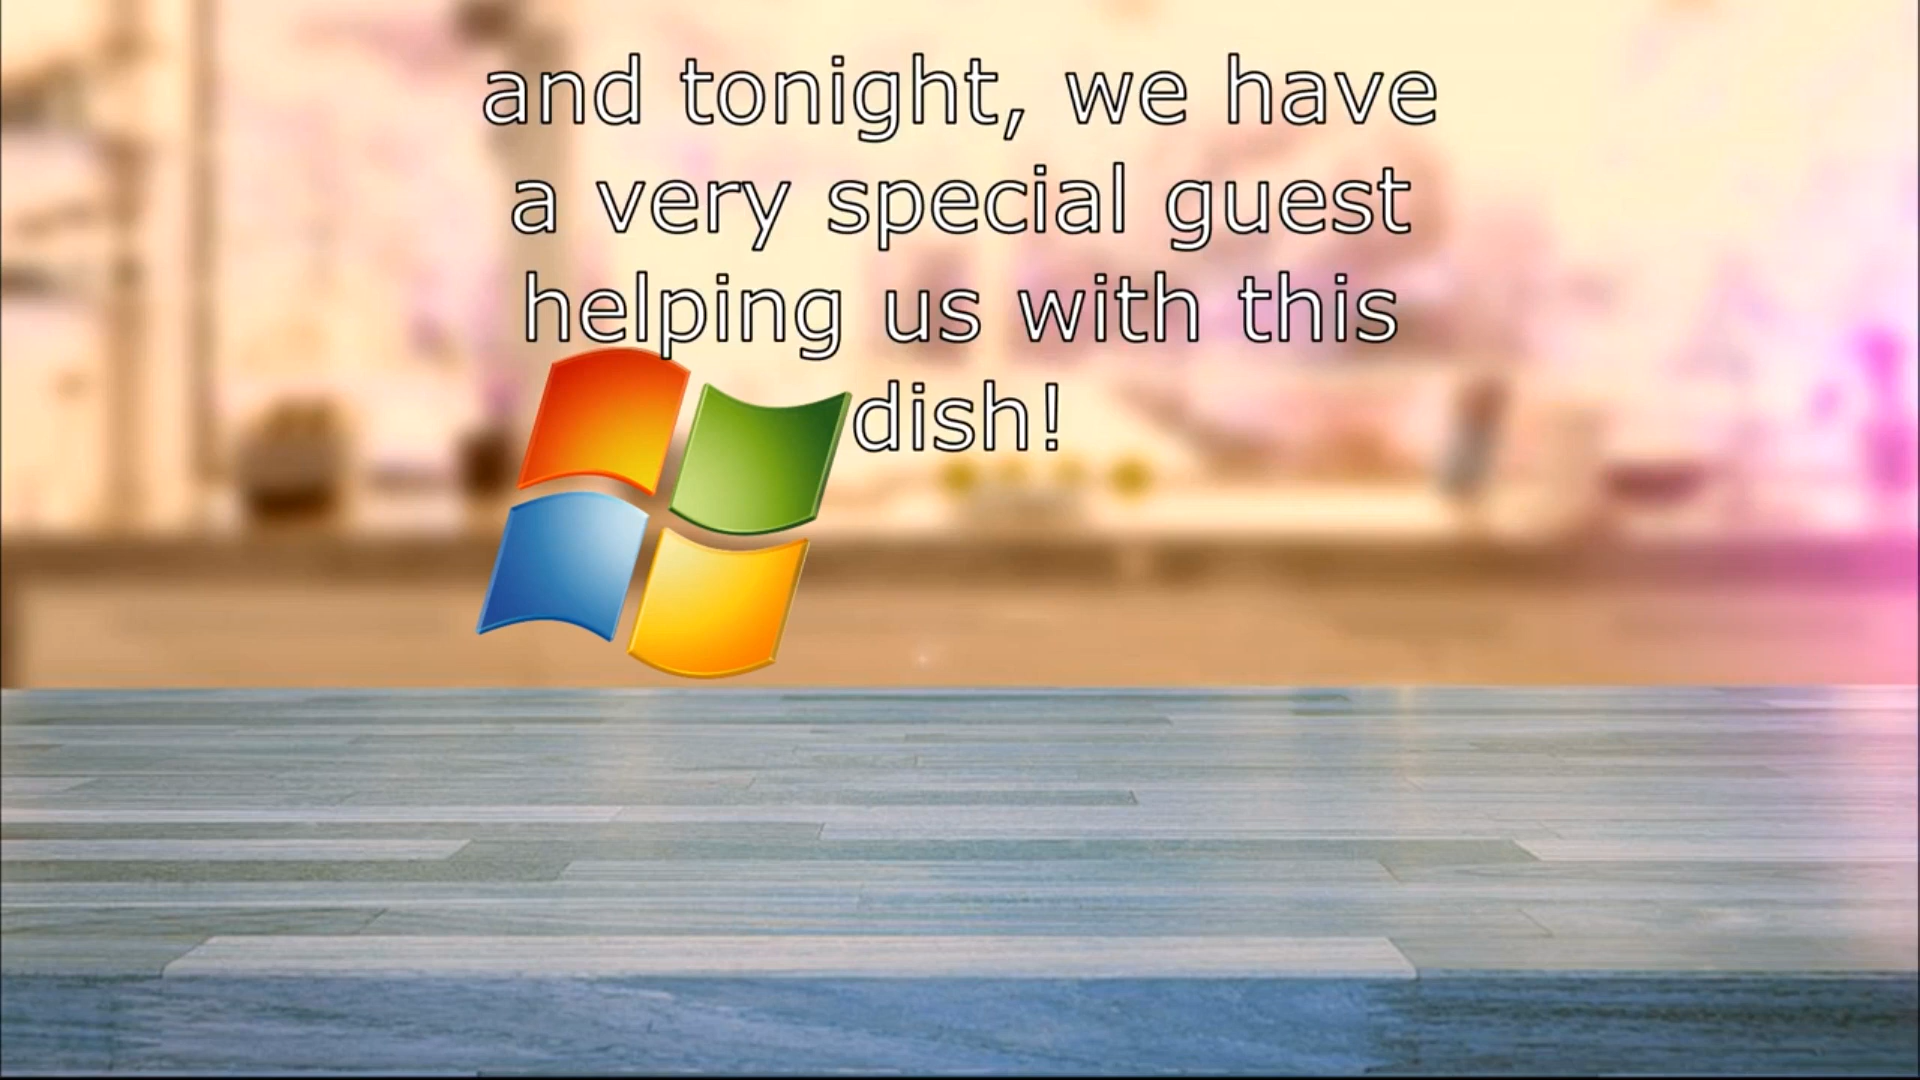 and tonight, we have
a very special guest
helping us with this
dish!